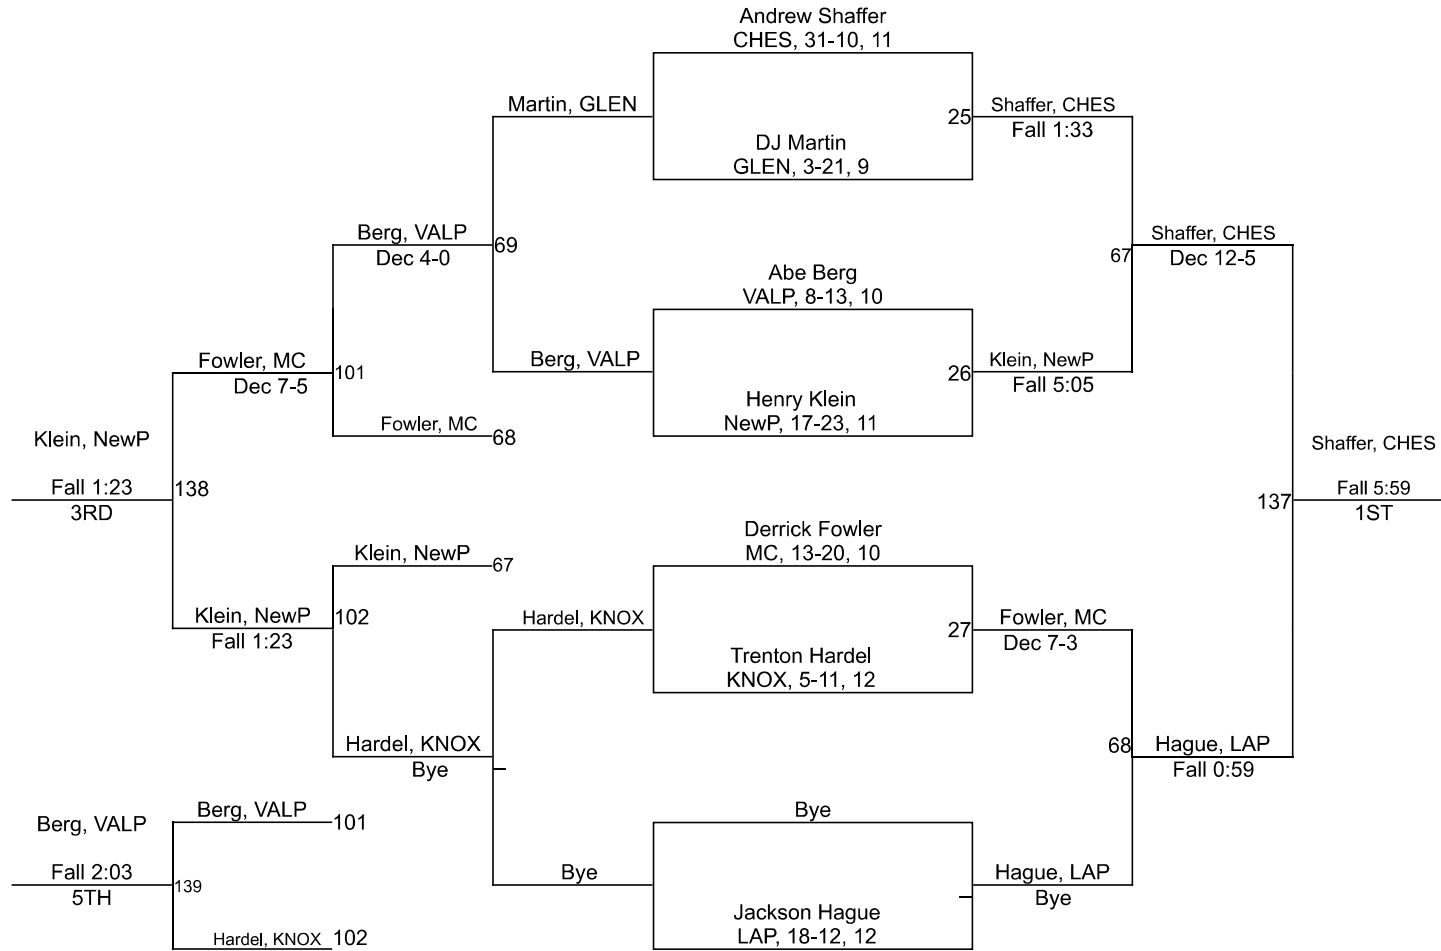 Andrew Shaffer
CHES, 31-10, 11
Martin, GLEN
25
Shaffer, CHES
Fall 1:33
DJ Martin
GLEN, 3-21, 9
Berg, VALP
Dec 4-0
69
67
Shaffer, CHES
Dec 12-5
Abe Berg
VALP, 8-13, 10
Fowler, MC
Dec 7-5
101
Berg, VALP
26
Klein, NewP
Fall 5:05
Henry Klein
NewP, 17-23, 11
Fowler, MC
68
Klein, NewP
Fall 1:23
3RD
138
Shaffer, CHES
137
Fall 5:59
1ST
Derrick Fowler
MC, 13-20, 10
Klein, NewP
67
Klein, NewP
Fall 1:23
102
Hardel, KNOX
27
Fowler, MC
Dec 7-3
Trenton Hardel
KNOX, 5-11, 12
Hardel, KNOX
Bye
68
Hague, LAP
Fall 0:59
Berg, VALP
101
Bye
Berg, VALP
Fall 2:03
5TH
139
Bye
Hague, LAP
Bye
Jackson Hague
LAP, 18-12, 12
Hardel, KNOX
102